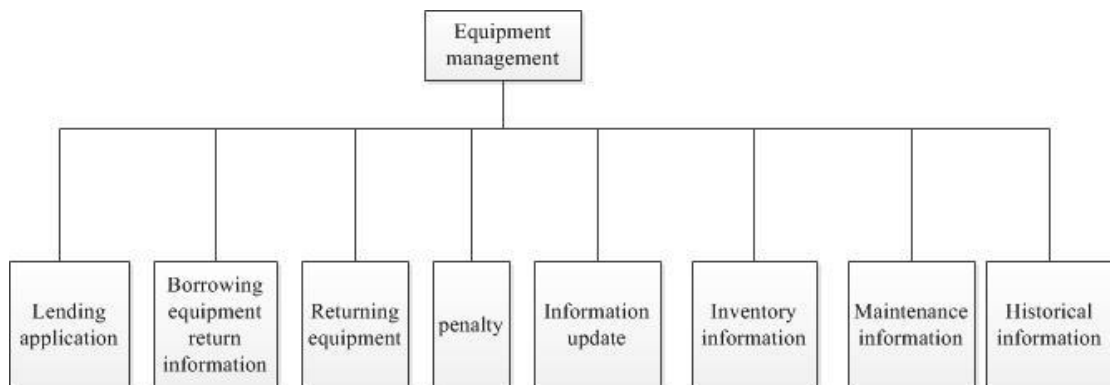 Equipment
management
Lending
application
Borrowing
equipment
return
information
Returning
equipment
penalty
Information
update
Inventory
information
Maintenance
information
Historical
information